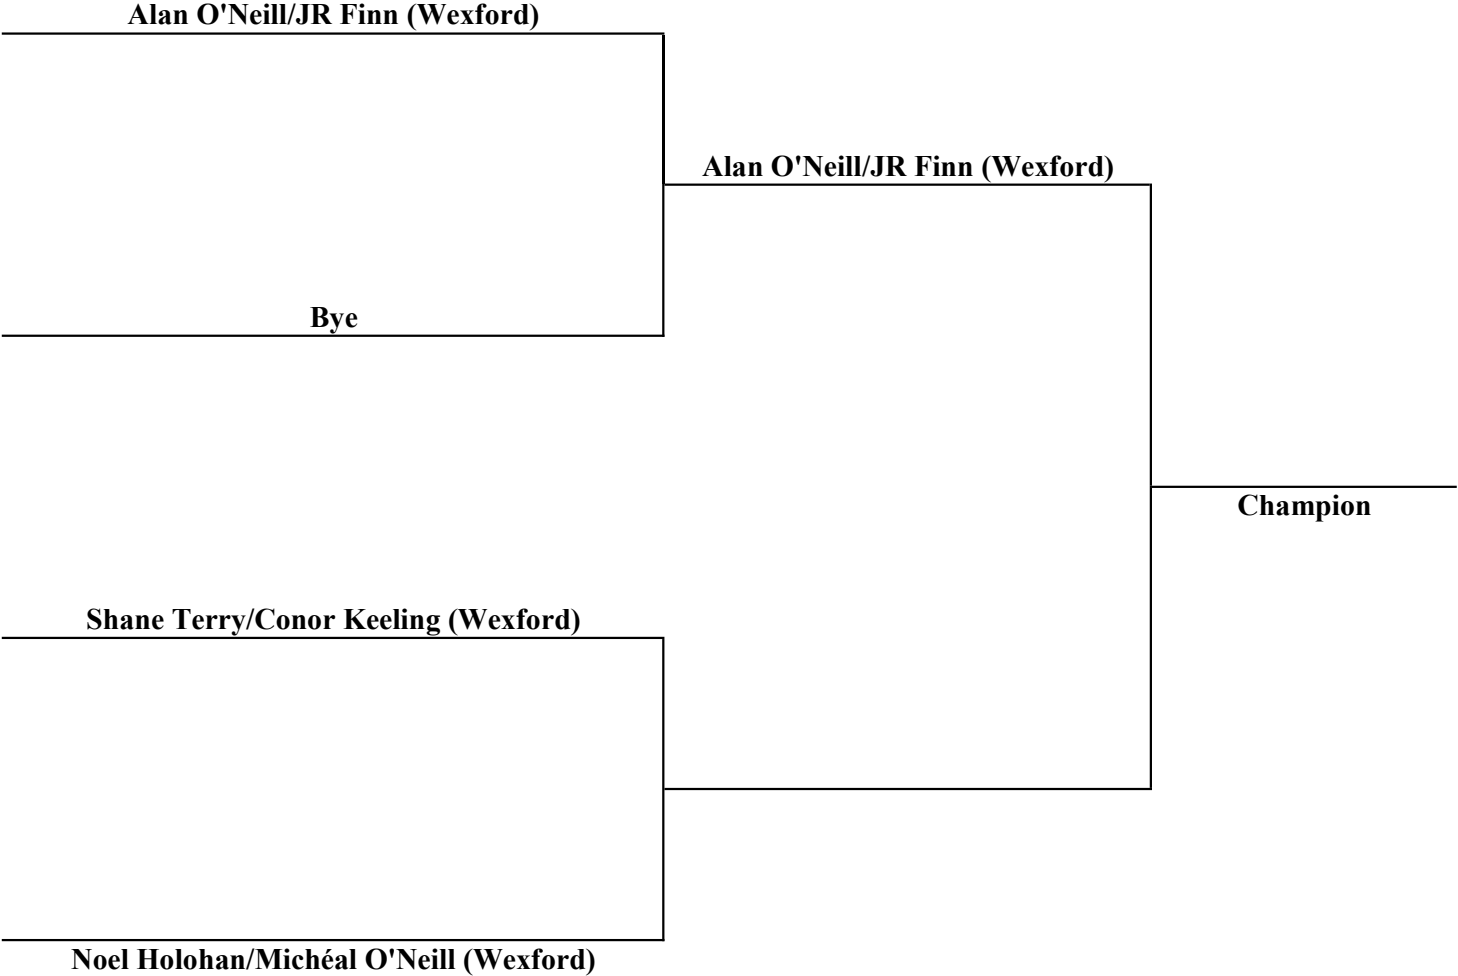 Alan O'Neill/JR Finn (Wexford)
Alan O'Neill/JR Finn (Wexford)
Bye
Champion
Shane Terry/Conor Keeling (Wexford)
Noel Holohan/Michéal O'Neill (Wexford)